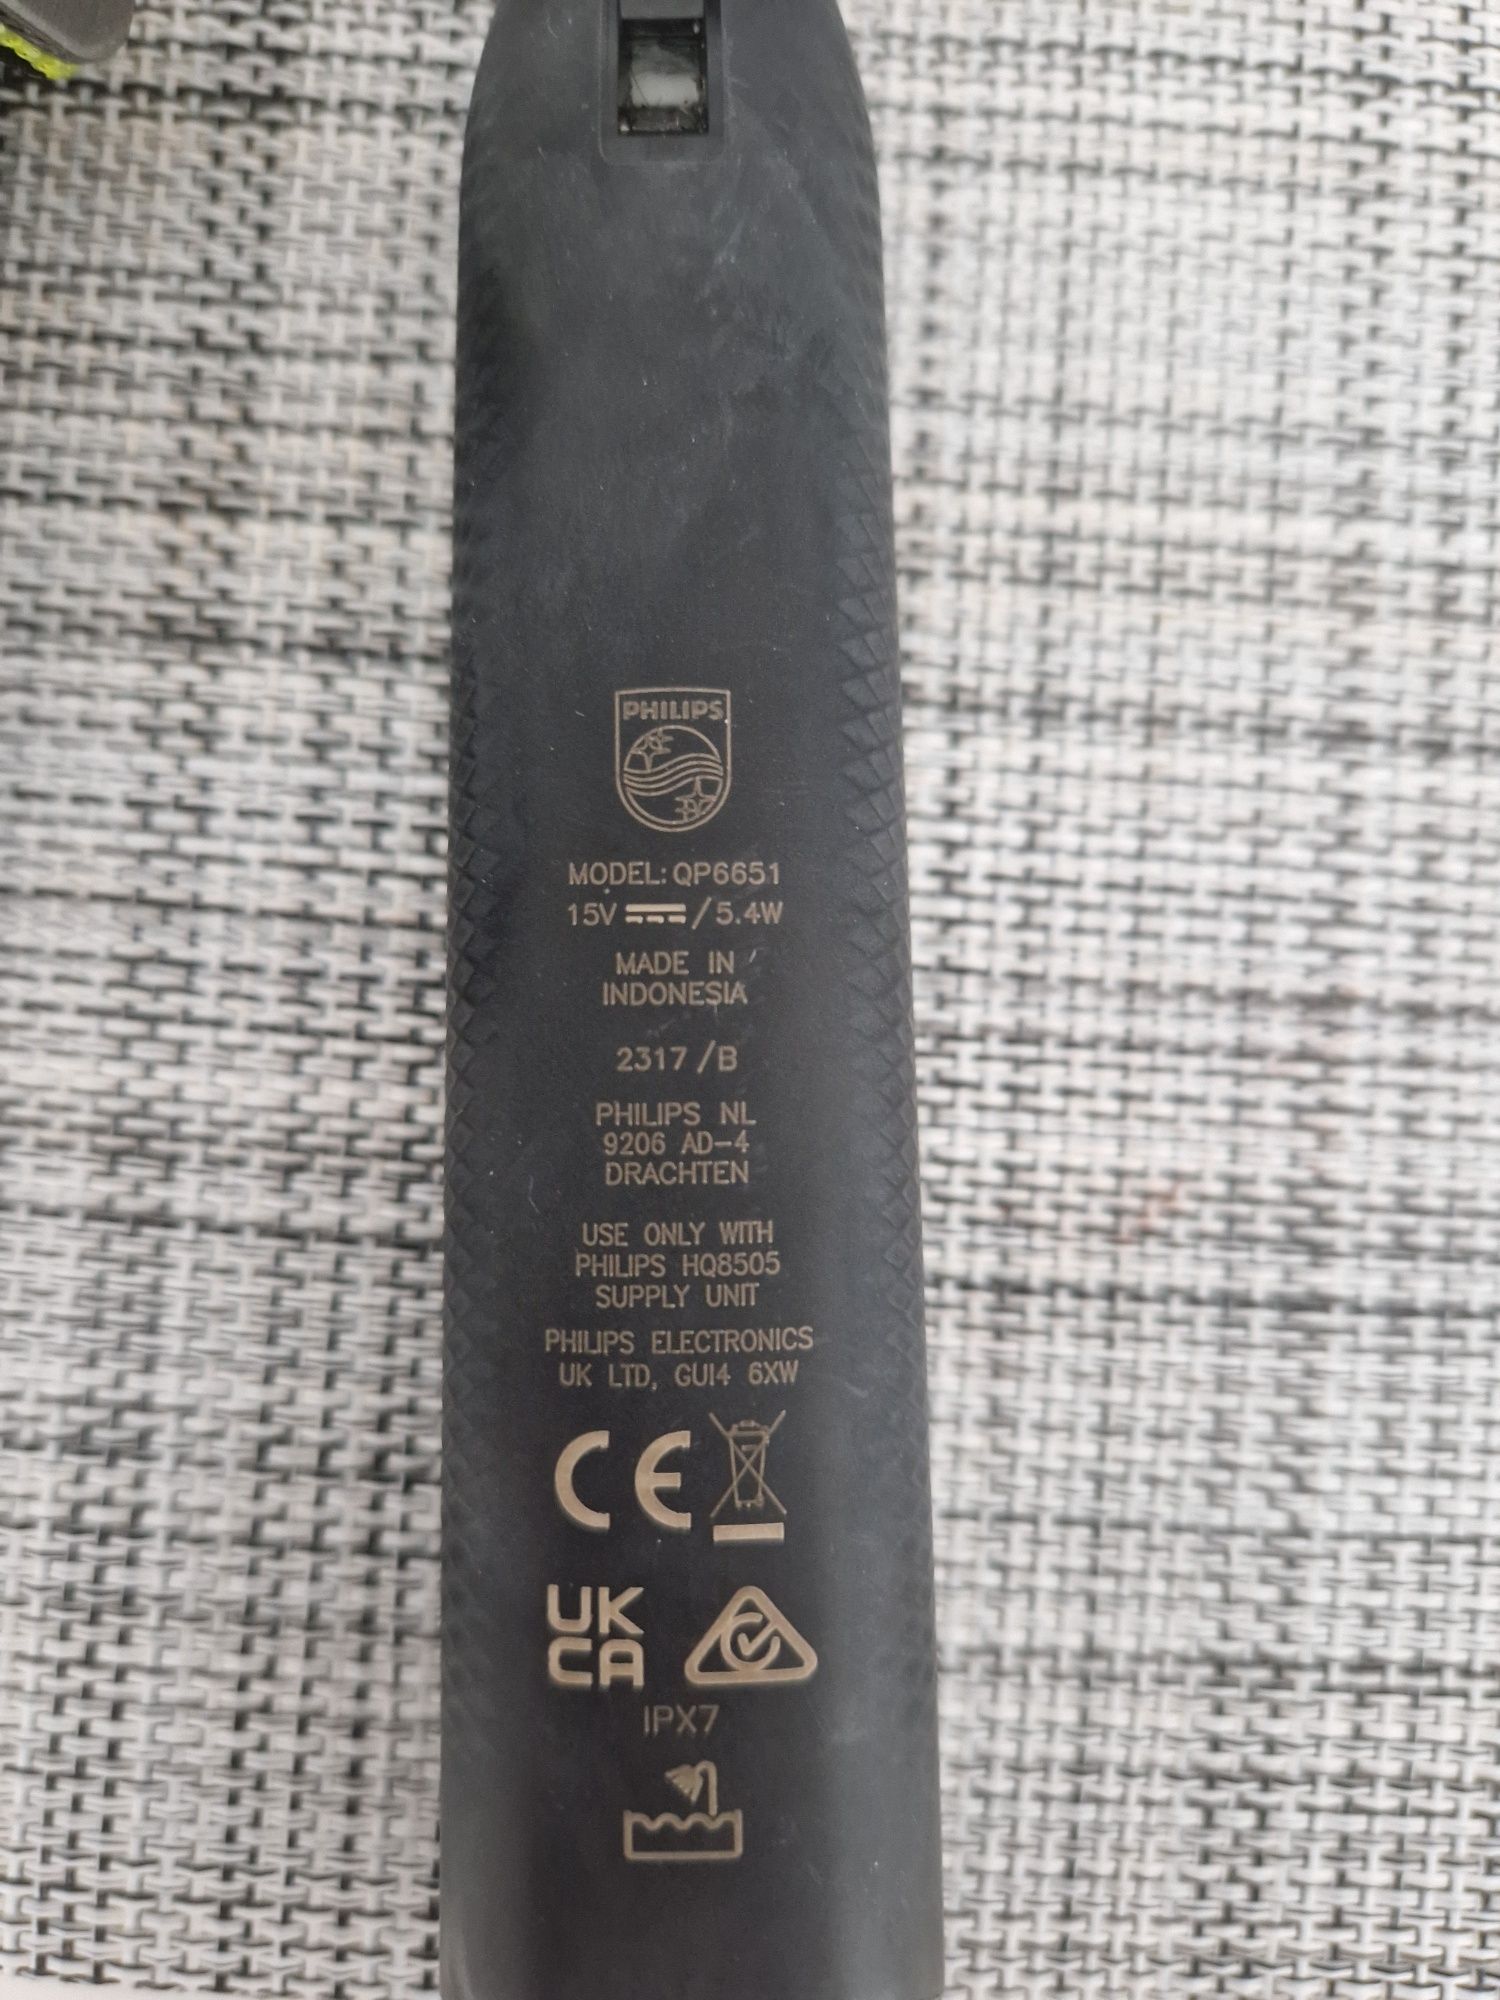 PHILIPS
MODEL: QP6651
15V ⎓ / 5.4W
MADE IN
INDONESIA
2317 /B
PHILIPS NL
9206 AD-4
DRACHTEN
USE ONLY WITH
PHILIPS HQ8505
SUPPLY UNIT
PHILIPS ELECTRONICS
UK LTD, GU14 6XW
CE
UK
CA
IPX7